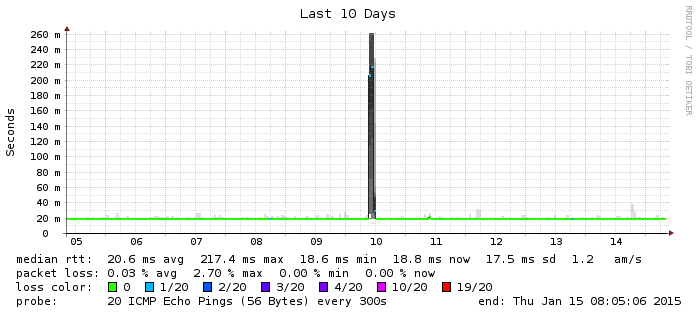 Last 10 Days
RRDTOOL / TOBI OETIKER
Seconds
260 m
240 m
220 m
200 m
180 m
160 m
140 m
120 m
100 m
80 m
60 m
40 m
20 m
0
05 06 07 08 09 10 11 12 13 14
median rtt: 20.6 ms avg 217.4 ms max 18.6 ms min 18.8 ms now 17.5 ms sd 1.2 am/s
packet loss: 0.03 % avg 2.70 % max 0.00 % min 0.00 % now
loss color: 0 1/20 2/20 3/20 4/20 10/20 19/20
probe: 20 ICMP Echo Pings (56 Bytes) every 300s end: Thu Jan 15 08:05:06 2015